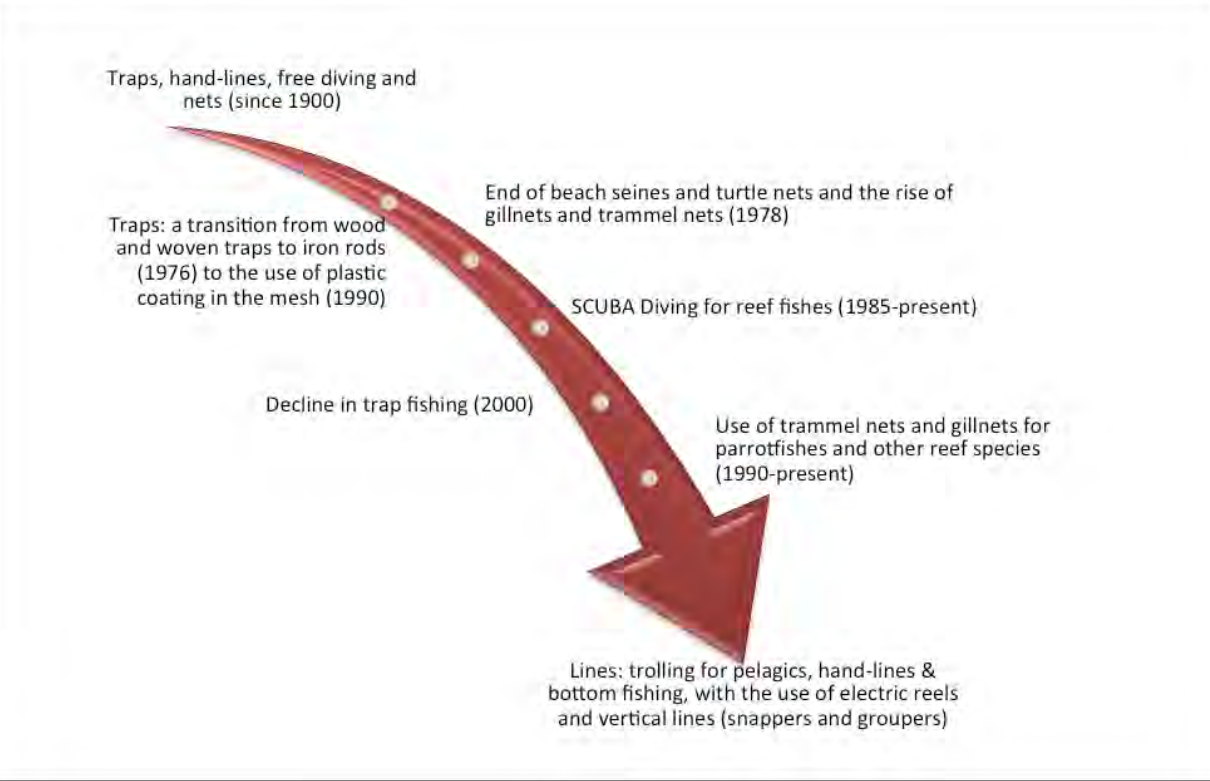 Traps, hand-lines, free diving and
nets (since 1900)
End of beach seines and turtle nets and the rise of
gillnets and trammel nets (1978)
Traps: a transition from wood
and woven traps to iron rods
(1976) to the use of plastic
coating in the mesh (1990)
SCUBA Diving for reef fishes (1985-present)
Decline in trap fishing (2000)
Use of trammel nets and gillnets for
parrotfishes and other reef species
(1990-present)
Lines: trolling for pelagics, hand-lines &
bottom fishing, with the use of electric reels
and vertical lines (snappers and groupers)